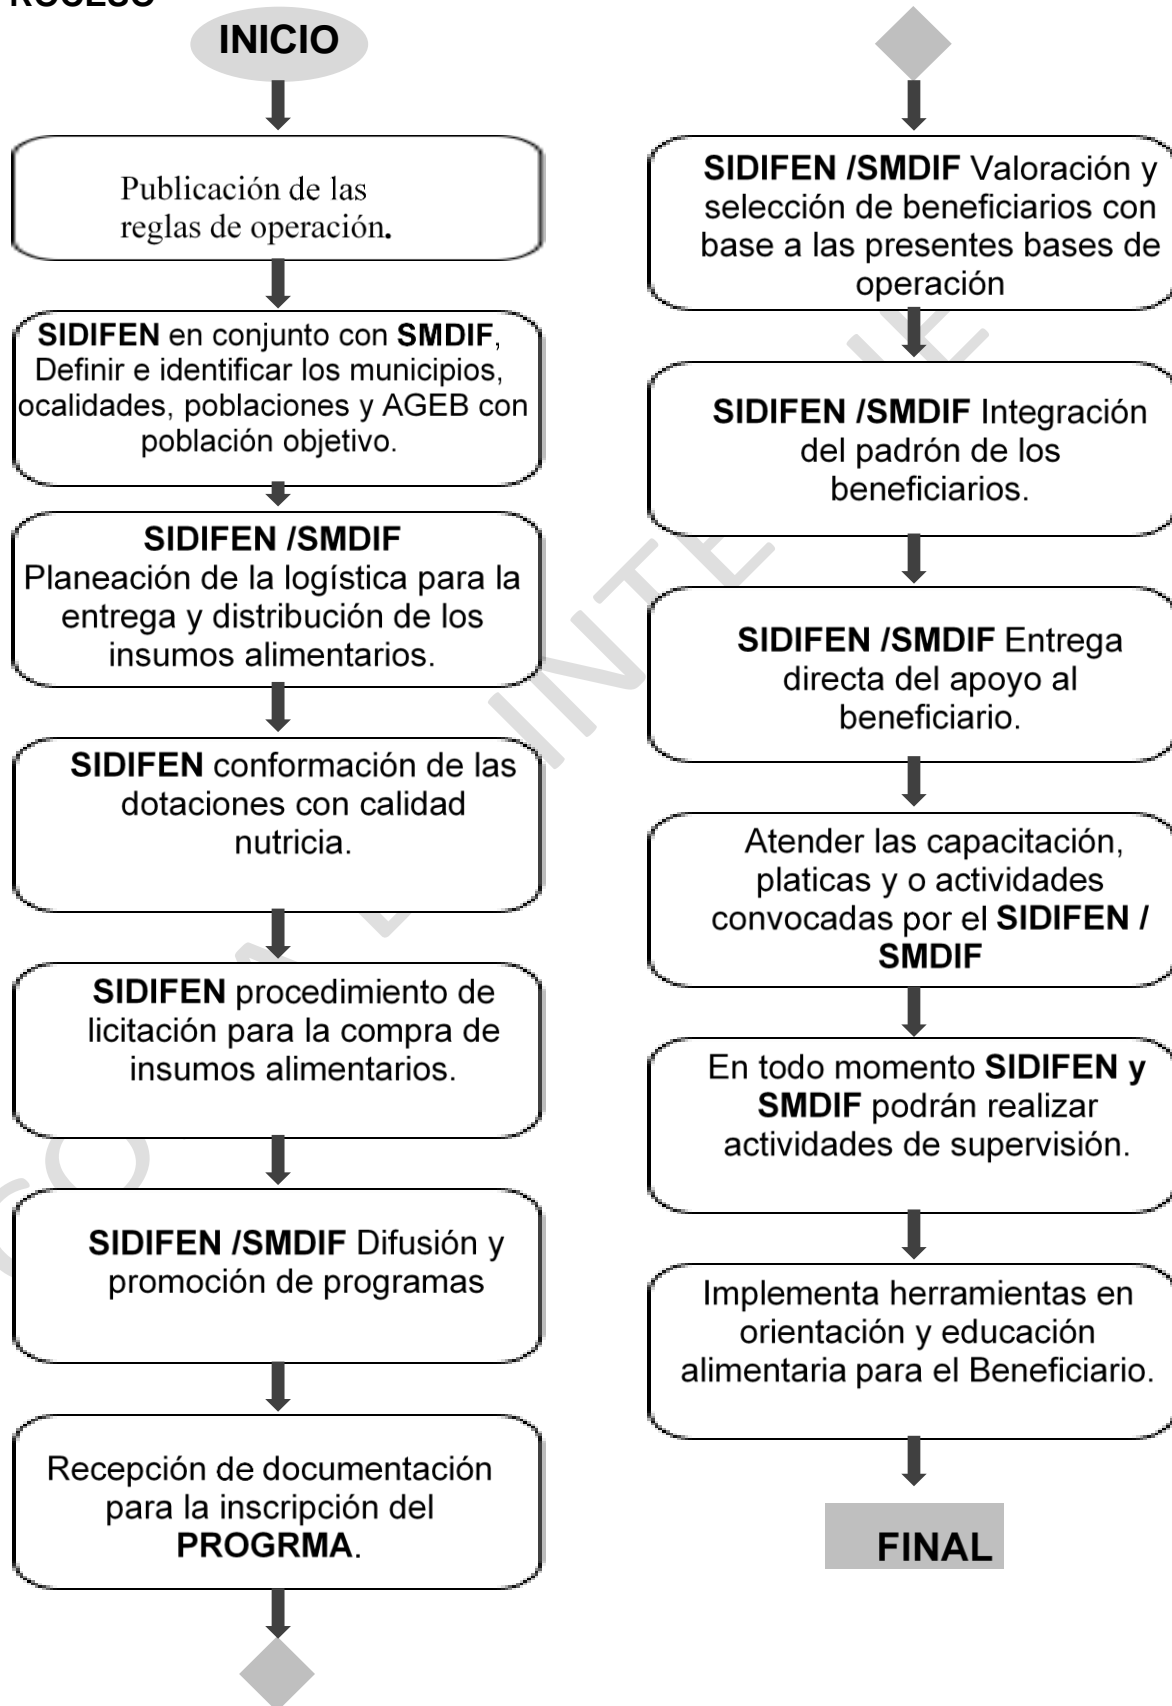 ROCESO
INICIO
Publicación de las
reglas de operación.
SIDIFEN en conjunto con SMDIF,
Definir e identificar los municipios,
ocalidades, poblaciones y AGEB con
población objetivo.
SIDIFEN /SMDIF
Planeación de la logística para la
entrega y distribución de los
insumos alimentarios.
SIDIFEN conformación de las
dotaciones con calidad
nutricia.
SIDIFEN procedimiento de
licitación para la compra de
insumos alimentarios.
SIDIFEN /SMDIF Difusión y
promoción de programas
Recepción de documentación
para la inscripción del
PROGRMA.
SIDIFEN /SMDIF Valoración y
selección de beneficiarios con
base a las presentes bases de
operación
SIDIFEN /SMDIF Integración
del padrón de los
beneficiarios.
SIDIFEN /SMDIF Entrega
directa del apoyo al
beneficiario.
Atender las capacitación,
platicas y o actividades
convocadas por el SIDIFEN /
SMDIF
En todo momento SIDIFEN y
SMDIF podrán realizar
actividades de supervisión.
Implementa herramientas en
orientación y educación
alimentaria para el Beneficiario.
FINAL